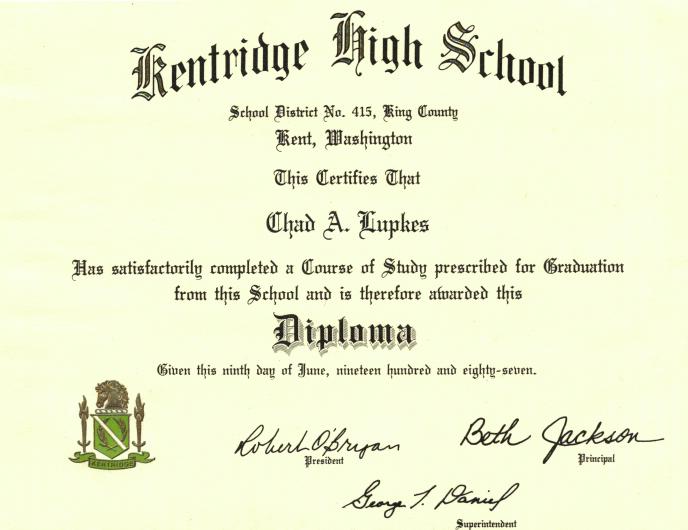 Kentridge High School
School District No. 415, King County
Kent, Washington
This Certifies That
Chad A. Lupkes
Has satisfactorily completed a Course of Study prescribed for Graduation
from this School and is therefore awarded this
Diploma
Given this ninth day of June, nineteen hundred and eighty-seven.
KENTRIDGE
Robert O'Bryan
President
Beth Jackson
Principal
George T. Daniel
Superintendent